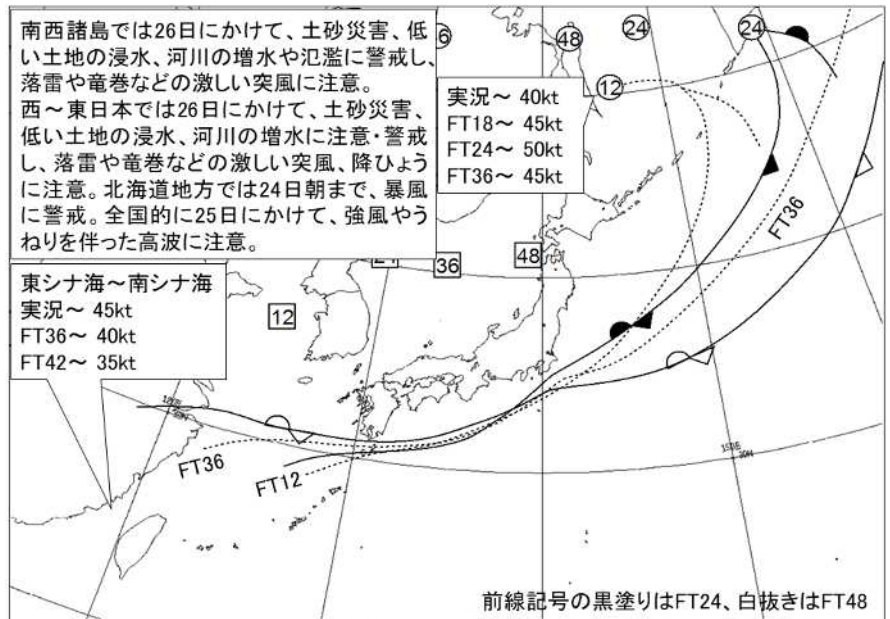 南西諸島では26日にかけて、土砂災害、低
い土地の浸水、河川の増水や氾濫に警戒し、
落雷や竜巻などの激しい突風に注意。
西～東日本では26日にかけて、土砂災害、
低い土地の浸水、河川の増水に注意・警戒
し、落雷や竜巻などの激しい突風、降ひょう
に注意。北海道地方では24日朝まで、暴風
に警戒。全国的に25日にかけて、強風やう
ねりを伴った高波に注意。
48
24
24
12
実況～ 40kt
FT18～ 45kt
FT24～ 50kt
FT36～ 45kt
FT36
36
48
12
東シナ海～南シナ海
実況～ 45kt
FT36～ 40kt
FT42～ 35kt
FT36
FT12
150E
30N
前線記号の黒塗りはFT24、白抜きはFT48